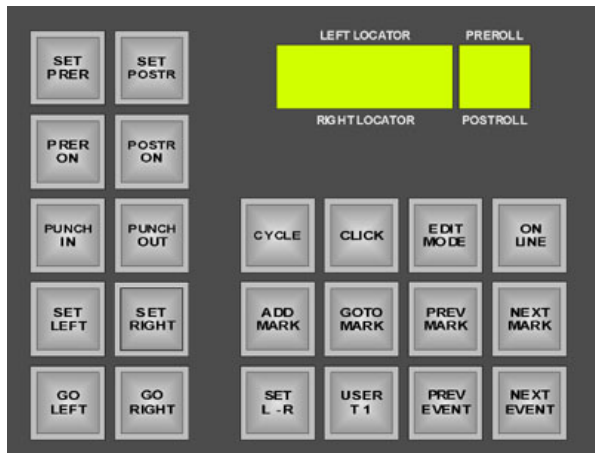 LEFT LOCATOR PREROLL
SET PRER
SET POSTR
RIGHT LOCATOR POSTROLL
PRER ON
POSTR ON
PUNCH IN
PUNCH OUT
CYCLE
CLICK
EDIT MODE
ON LINE
SET LEFT
SET RIGHT
ADD MARK
GOTO MARK
PREV MARK
NEXT MARK
GO LEFT
GO RIGHT
SET L -R
USER T 1
PREV EVENT
NEXT EVENT